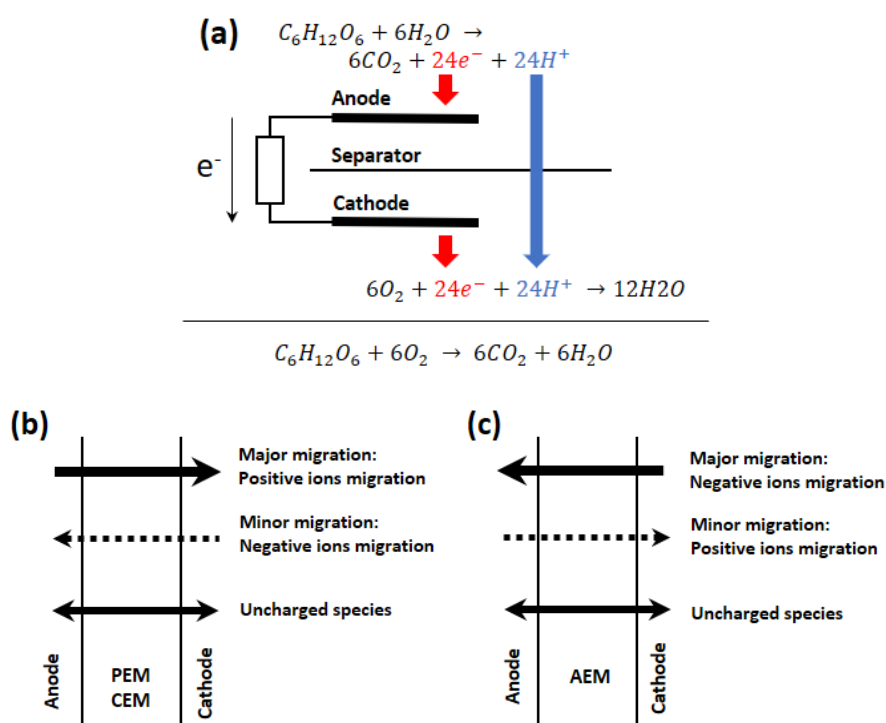 (a)
C₆H₁₂O₆ + 6H₂O →
6CO₂ + 24e⁻ + 24H⁺
Anode
Separator
e⁻
Cathode
6O₂ + 24e⁻ + 24H⁺ → 12H2O
C₆H₁₂O₆ + 6O₂ → 6CO₂ + 6H₂O
(b)
Major migration:
Positive ions migration
Minor migration:
Negative ions migration
Uncharged species
Anode
PEM
CEM
Cathode
(c)
Major migration:
Negative ions migration
Minor migration:
Positive ions migration
Uncharged species
Anode
AEM
Cathode